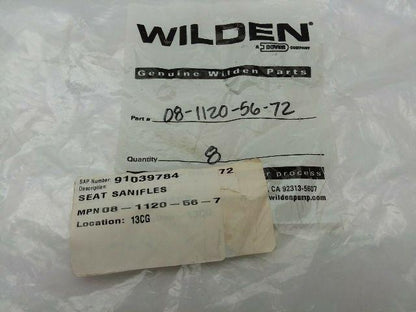 WILDEN®
A DOVER COMPANY
Genuine Wilden Parts
Part # 08-1120-56-72
Quantity 8
r process
CA 92313-5607
wildenpump.com
SAP Number: 91039784 72
Description:
SEAT SANIFLES
MPN 08-1120-56-7
Location: 13CG